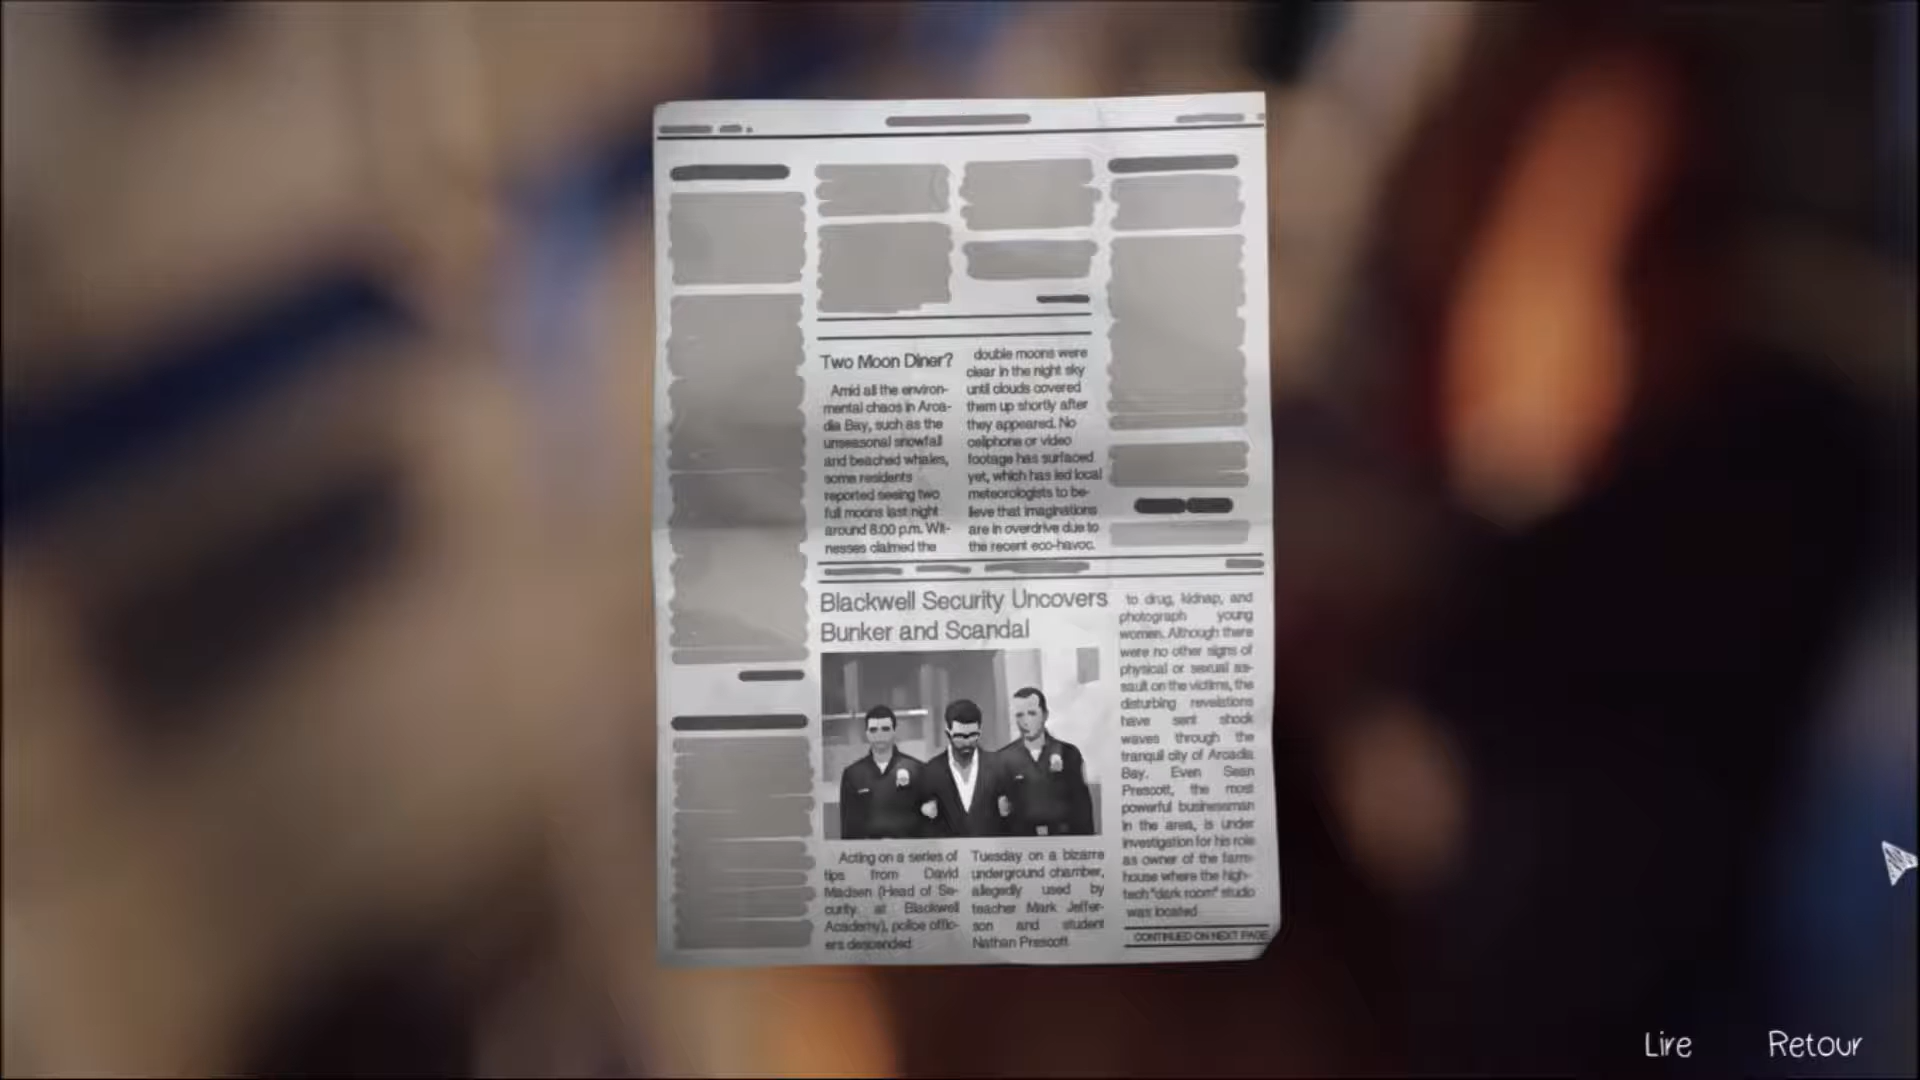 Two Moon Diner?
Amid all the environ-
mental chaos in Arca-
dia Bay, such as the
unseasonal snowfall
and beached whales,
some residents
reported seeing two
full moons last night
around 8:00 p.m. Wit-
nesses claimed the
double moons were
clear in the night sky
until clouds covered
them up shortly after
they appeared. No
cellphone or video
footage has surfaced
yet, which has led local
meteorologists to be-
lieve that imaginations
are in overdrive due to
the recent eco-havoc.
Blackwell Security Uncovers
Bunker and Scandal
Acting on a series of
tips from David
Madsen (Head of Se-
curity at Blackwell
Academy), police offic-
ers descended
Tuesday on a bizarre
underground chamber,
allegedly used by
teacher Mark Jeffer-
son and student
Nathan Prescott
to drug, kidnap, and
photograph young
women. Although there
were no other signs of
physical or sexual as-
sault on the victims, the
disturbing revelations
have sent shock
waves through the
tranquil city of Arcadia
Bay. Even Sean
Prescott, the most
powerful businessman
in the area, is under
investigation for his role
as owner of the farm-
house where the high-
tech "dark room" studio
was located
CONTINUED ON NEXT PAGE
Lire Retour